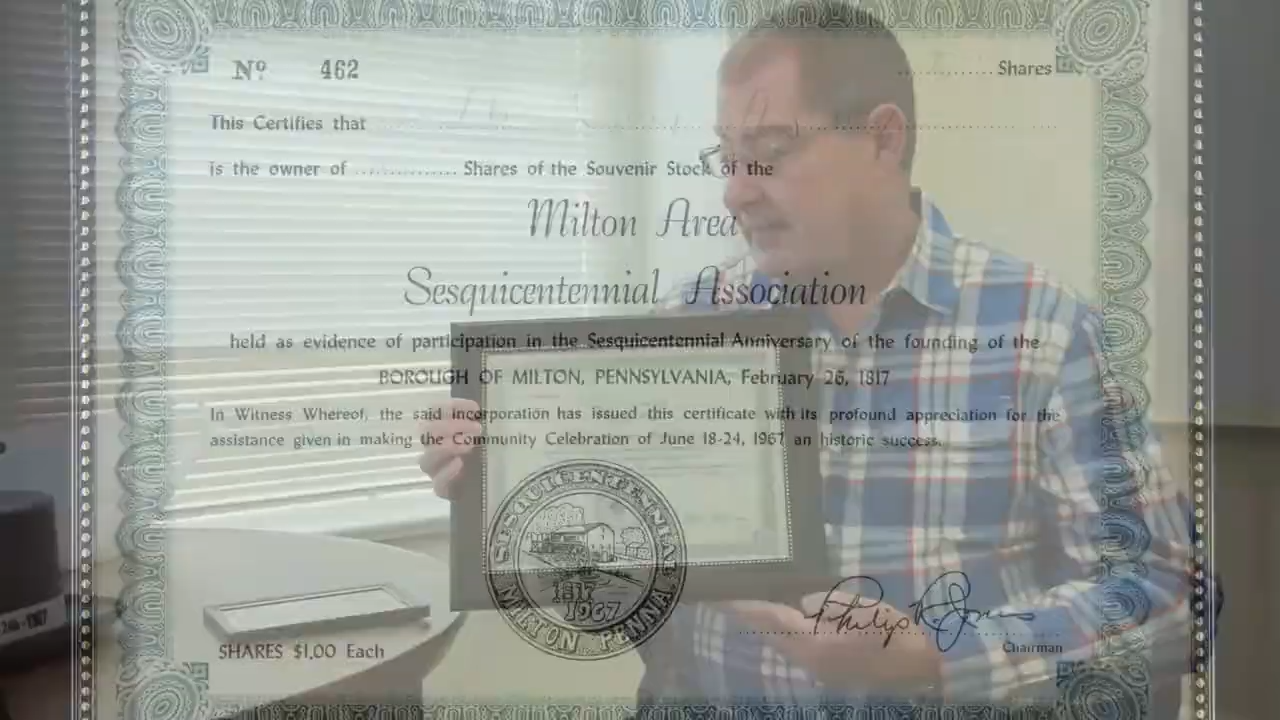 Nº 462
Shares
This Certifies that
is the owner of Shares of the Souvenir Stock of the
Milton Area
Sesquicentennial Association
held as evidence of participation in the Sesquicentennial Anniversary of the founding of the
BOROUGH OF MILTON, PENNSYLVANIA, February 26, 1817
In Witness Whereof, the said incorporation has issued this certificate with its profound appreciation for the
assistance given in making the Community Celebration of June 18-24, 1967 an historic success.
SESQUICENTENNIAL
1817
1967
MILTON, PENNA.
Philip R. Jones
SHARES $1.00 Each
Chairman